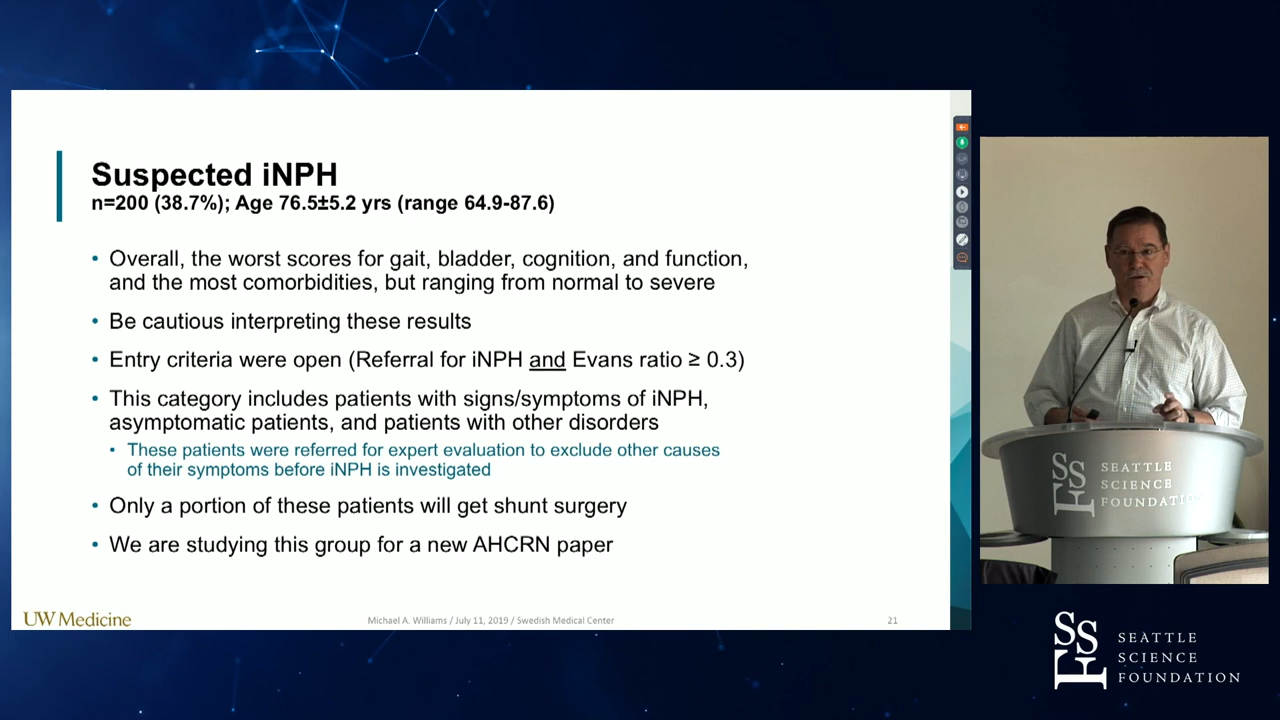 Suspected iNPH
n=200 (38.7%); Age 76.5±5.2 yrs (range 64.9-87.6)
• Overall, the worst scores for gait, bladder, cognition, and function,
and the most comorbidities, but ranging from normal to severe
• Be cautious interpreting these results
• Entry criteria were open (Referral for iNPH and Evans ratio ≥ 0.3)
• This category includes patients with signs/symptoms of iNPH,
asymptomatic patients, and patients with other disorders
• These patients were referred for expert evaluation to exclude other causes
of their symptoms before iNPH is investigated
• Only a portion of these patients will get shunt surgery
• We are studying this group for a new AHCRN paper
UW Medicine
Michael A. Williams / July 11, 2019 / Swedish Medical Center
21
SSF
SEATTLE
SCIENCE
FOUNDATION
SSF
SEATTLE
SCIENCE
FOUNDATION